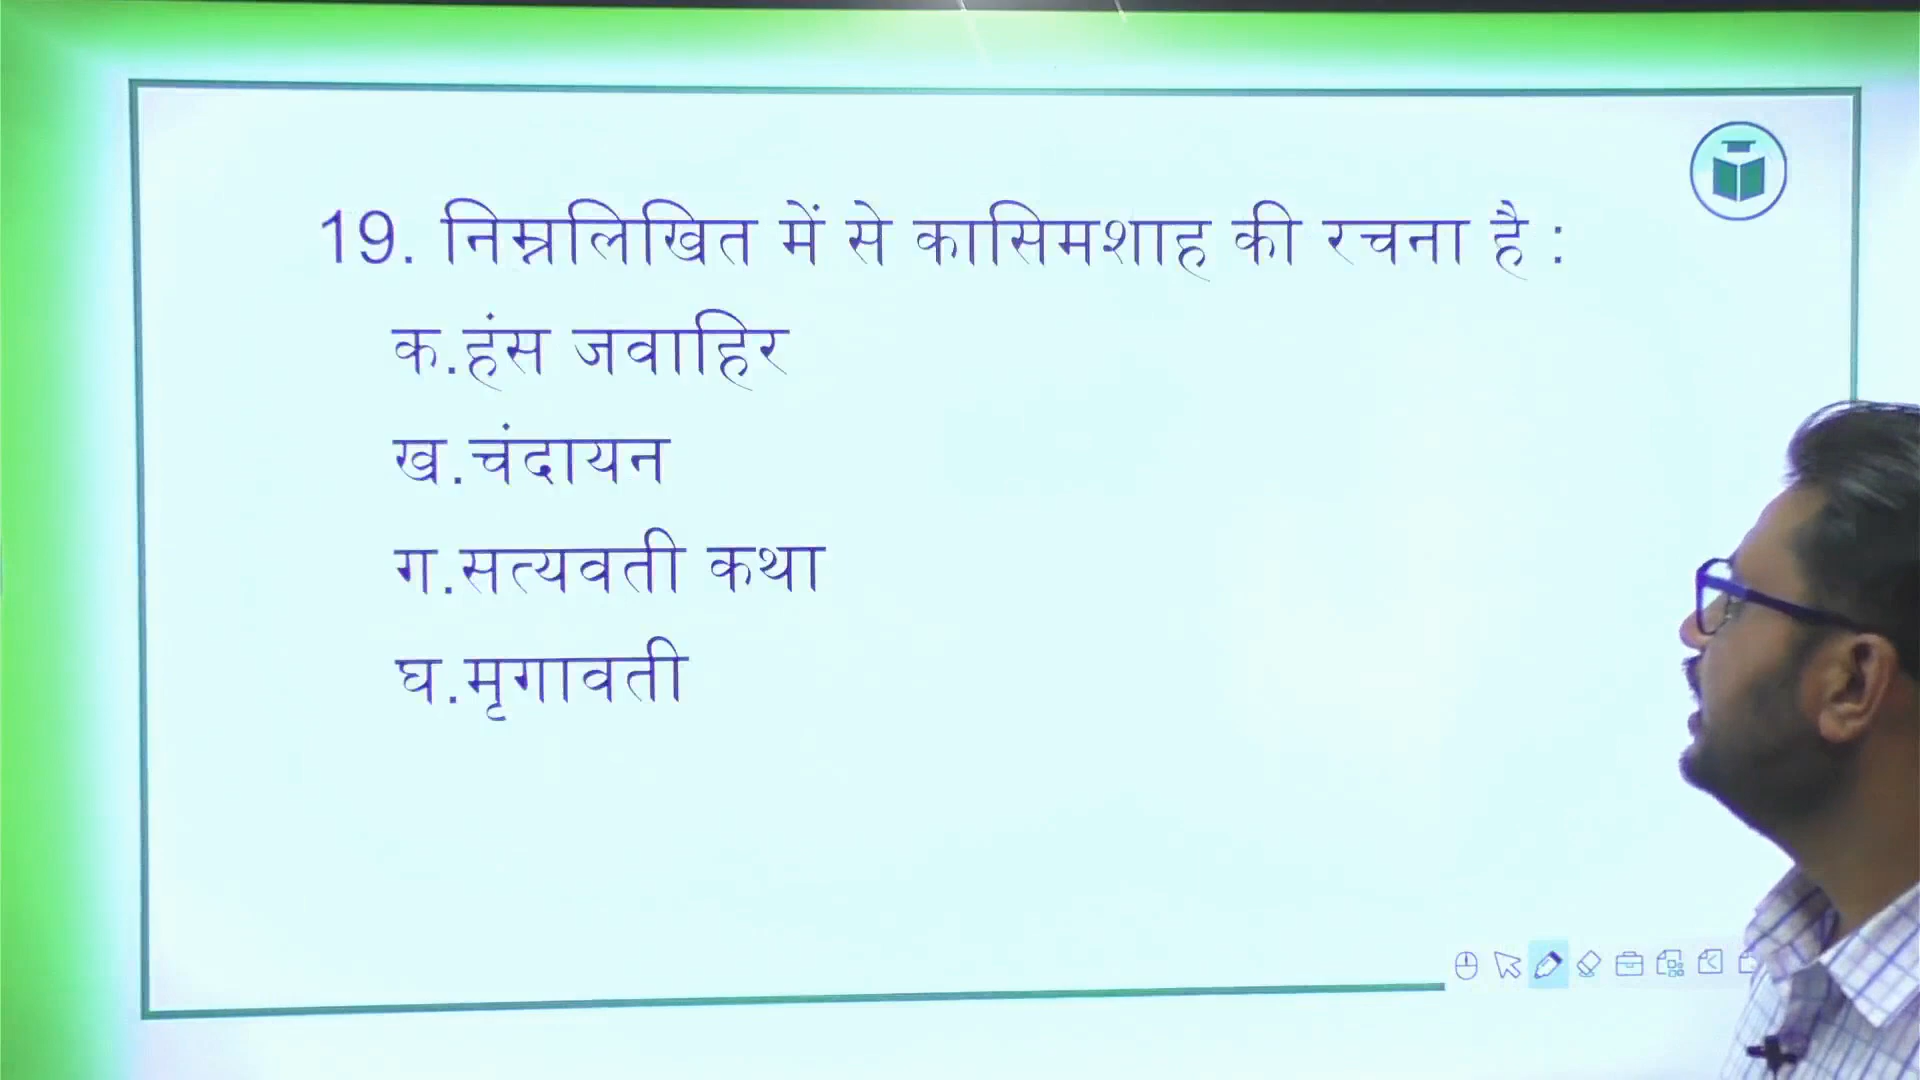 19. निम्नलिखित में से कासिमशाह की रचना है :
क.हंस जवाहिर
ख.चंदायन
ग.सत्यवती कथा
घ.मृगावती